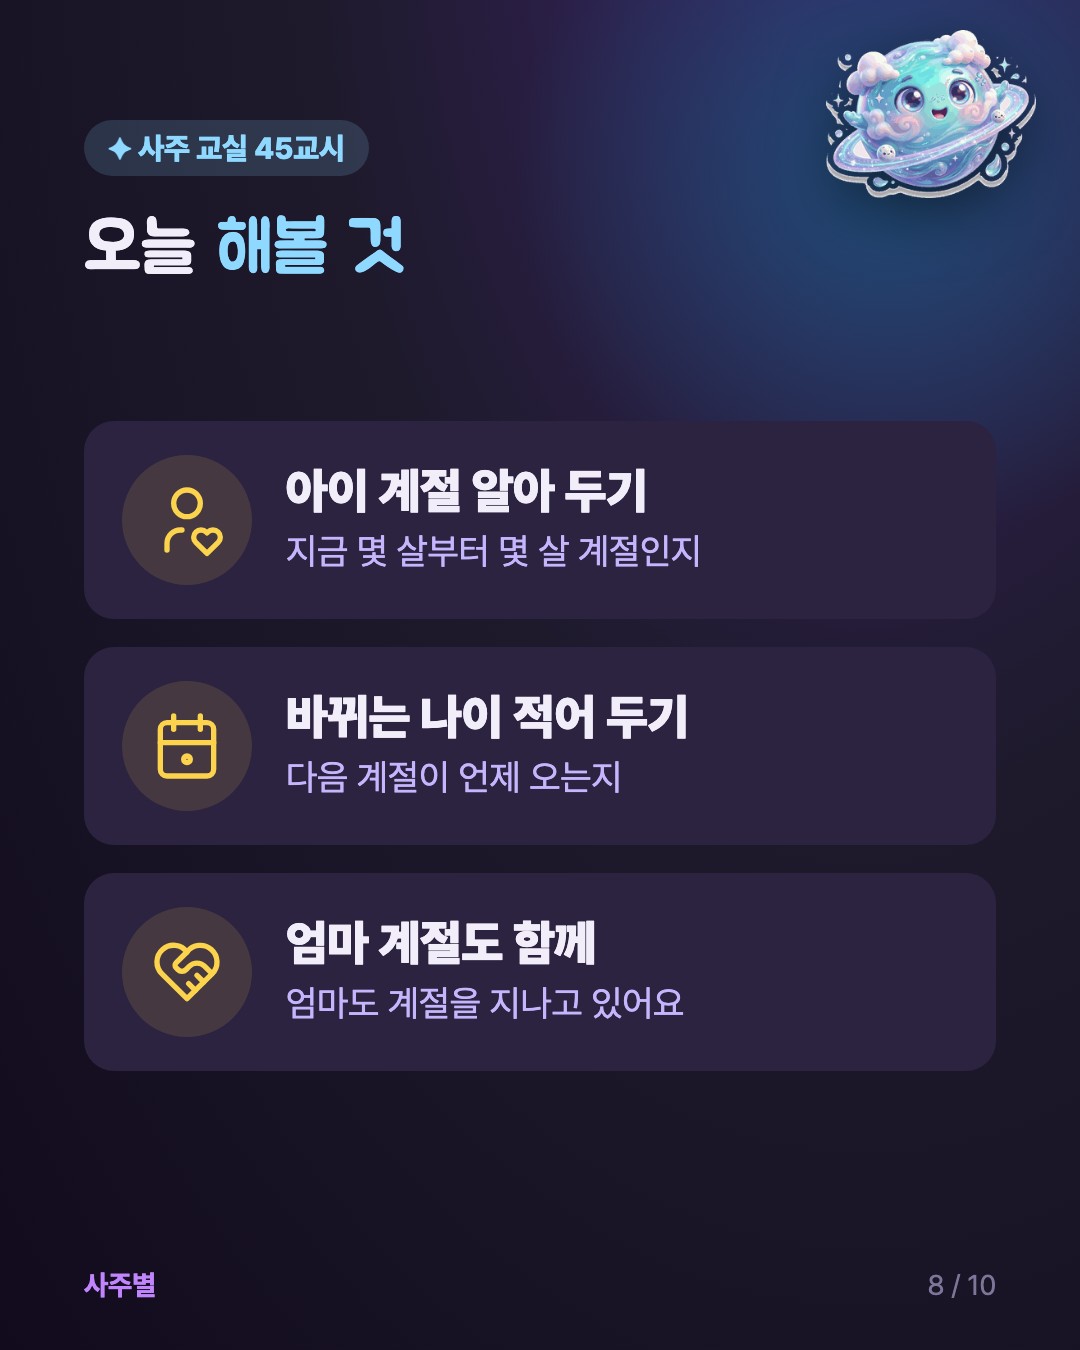 사주 교실 45교시
오늘 해볼 것
아이 계절 알아 두기
지금 몇 살부터 몇 살 계절인지
바뀌는 나이 적어 두기
다음 계절이 언제 오는지
엄마 계절도 함께
엄마도 계절을 지나고 있어요
사주별
8 / 10